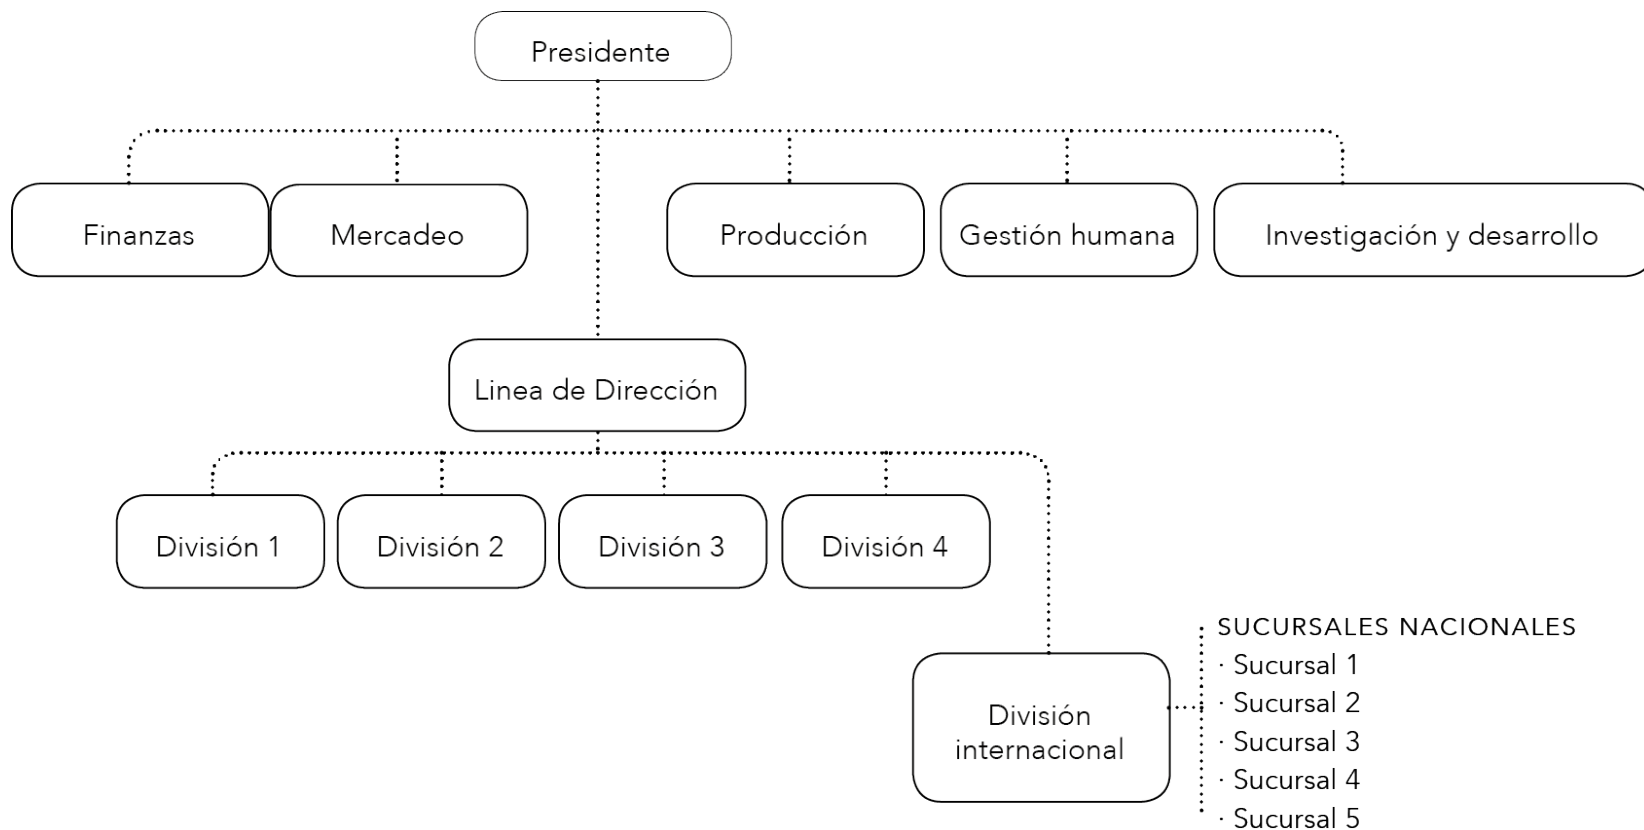 Presidente
Finanzas
Mercadeo
Producción
Gestión humana
Investigación y desarrollo
Linea de Dirección
División 1
División 2
División 3
División 4
División
internacional
SUCURSALES NACIONALES
· Sucursal 1
· Sucursal 2
· Sucursal 3
· Sucursal 4
· Sucursal 5